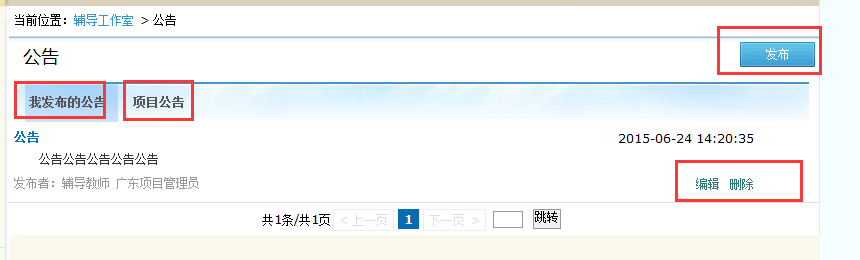 当前位置：辅导工作室 > 公告
公告
发布
我发布的公告 项目公告
公告 2015-06-24 14:20:35
公告公告公告公告公告
发布者：辅导教师 广东项目管理员 编辑 删除
共1条/共1页 < 上一页 1 下一页 > 跳转